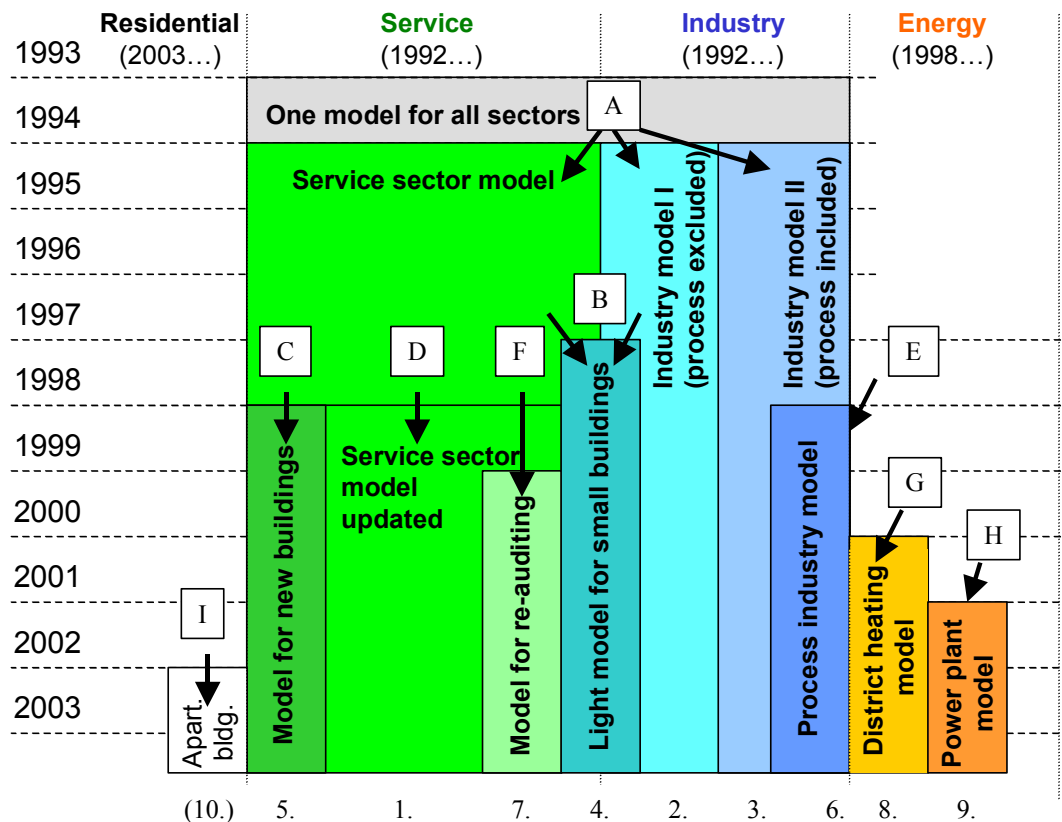 Residential Service Industry Energy
1993 (2003…) (1992…) (1992…) (1998…)
1994
One model for all sectors
A
1995
Service sector model
Industry model I
(process excluded)
Industry model II
(process included)
1996
1997
B
C
D
F
E
1998
1999
Service sector
model
updated
2000
G
H
2001
I
2002
2003
Apart.
bldg.
Model for new buildings
Model for re-auditing
Light model for small buildings
Process industry model
District heating
model
Power plant
model
(10.) 5. 1. 7. 4. 2. 3. 6. 8. 9.